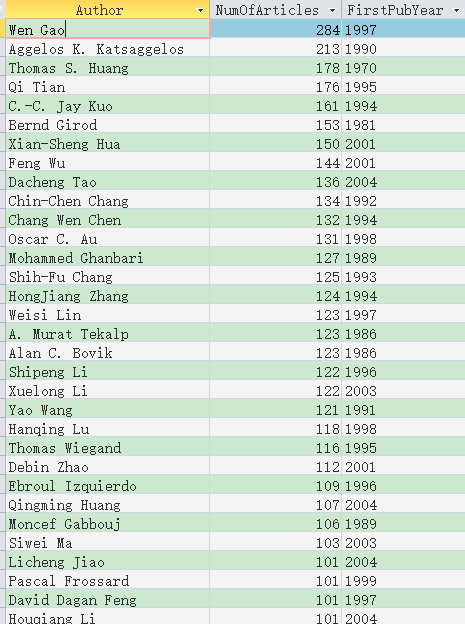 Author NumOfArticles FirstPubYear
Wen Gao 284 1997
Aggelos K. Katsaggelos 213 1990
Thomas S. Huang 178 1970
Qi Tian 176 1995
C.-C. Jay Kuo 161 1994
Bernd Girod 153 1981
Xian-Sheng Hua 150 2001
Feng Wu 144 2001
Dacheng Tao 136 2004
Chin-Chen Chang 134 1992
Chang Wen Chen 132 1994
Oscar C. Au 131 1998
Mohammed Ghanbari 127 1989
Shih-Fu Chang 125 1993
HongJiang Zhang 124 1994
Weisi Lin 123 1997
A. Murat Tekalp 123 1986
Alan C. Bovik 123 1986
Shipeng Li 122 1996
Xuelong Li 122 2003
Yao Wang 121 1991
Hanqing Lu 118 1998
Thomas Wiegand 116 1995
Debin Zhao 112 2001
Ebroul Izquierdo 109 1996
Qingming Huang 107 2004
Moncef Gabbouj 106 1989
Siwei Ma 103 2003
Licheng Jiao 101 2004
Pascal Frossard 101 1999
David Dagan Feng 101 1997
Houqiang Li 101 2004